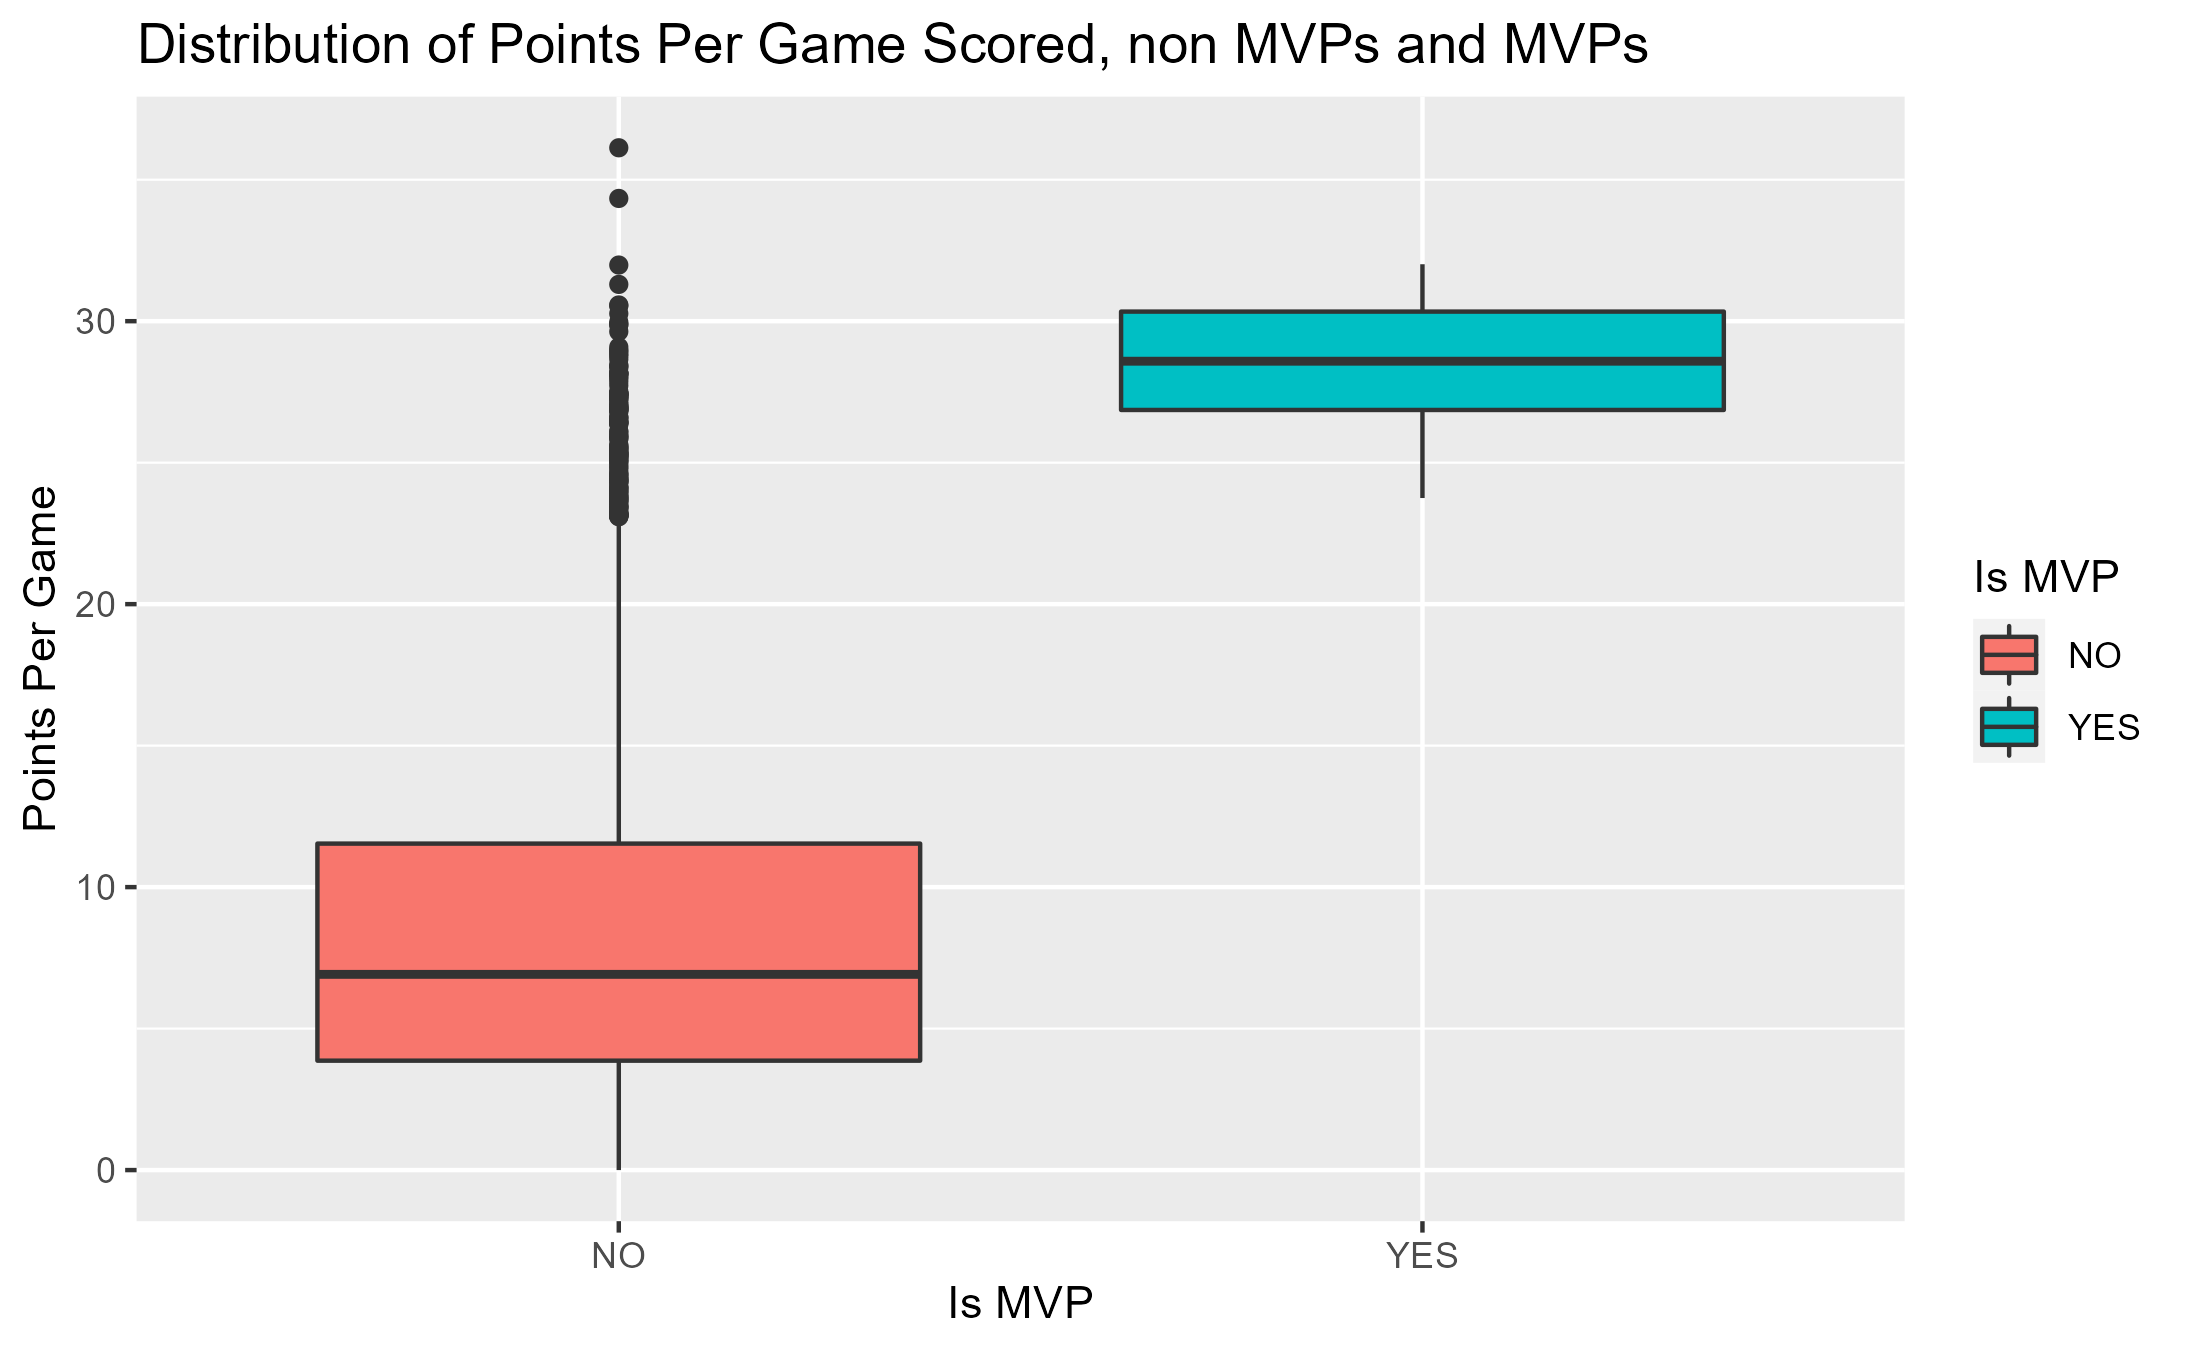 Distribution of Points Per Game Scored, non MVPs and MVPs
Points Per Game
30
20
10
0
NO
YES
Is MVP
Is MVP
NO
YES